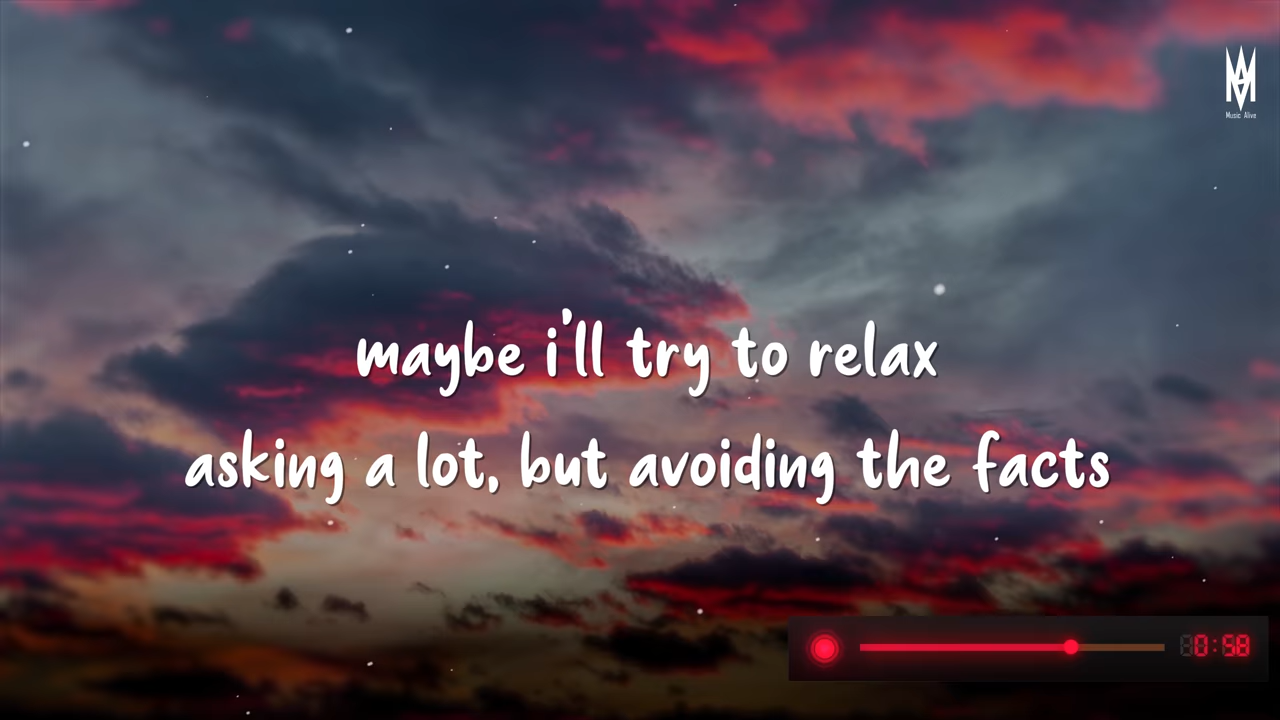 Music Alive
maybe i'll try to relax
asking a lot, but avoiding the facts
0:58